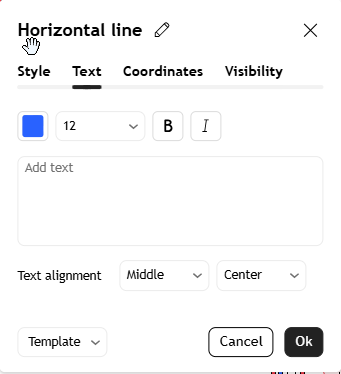 Horizontal line
Style Text Coordinates Visibility
12 B I
Add text
Text alignment Middle Center
Template Cancel Ok